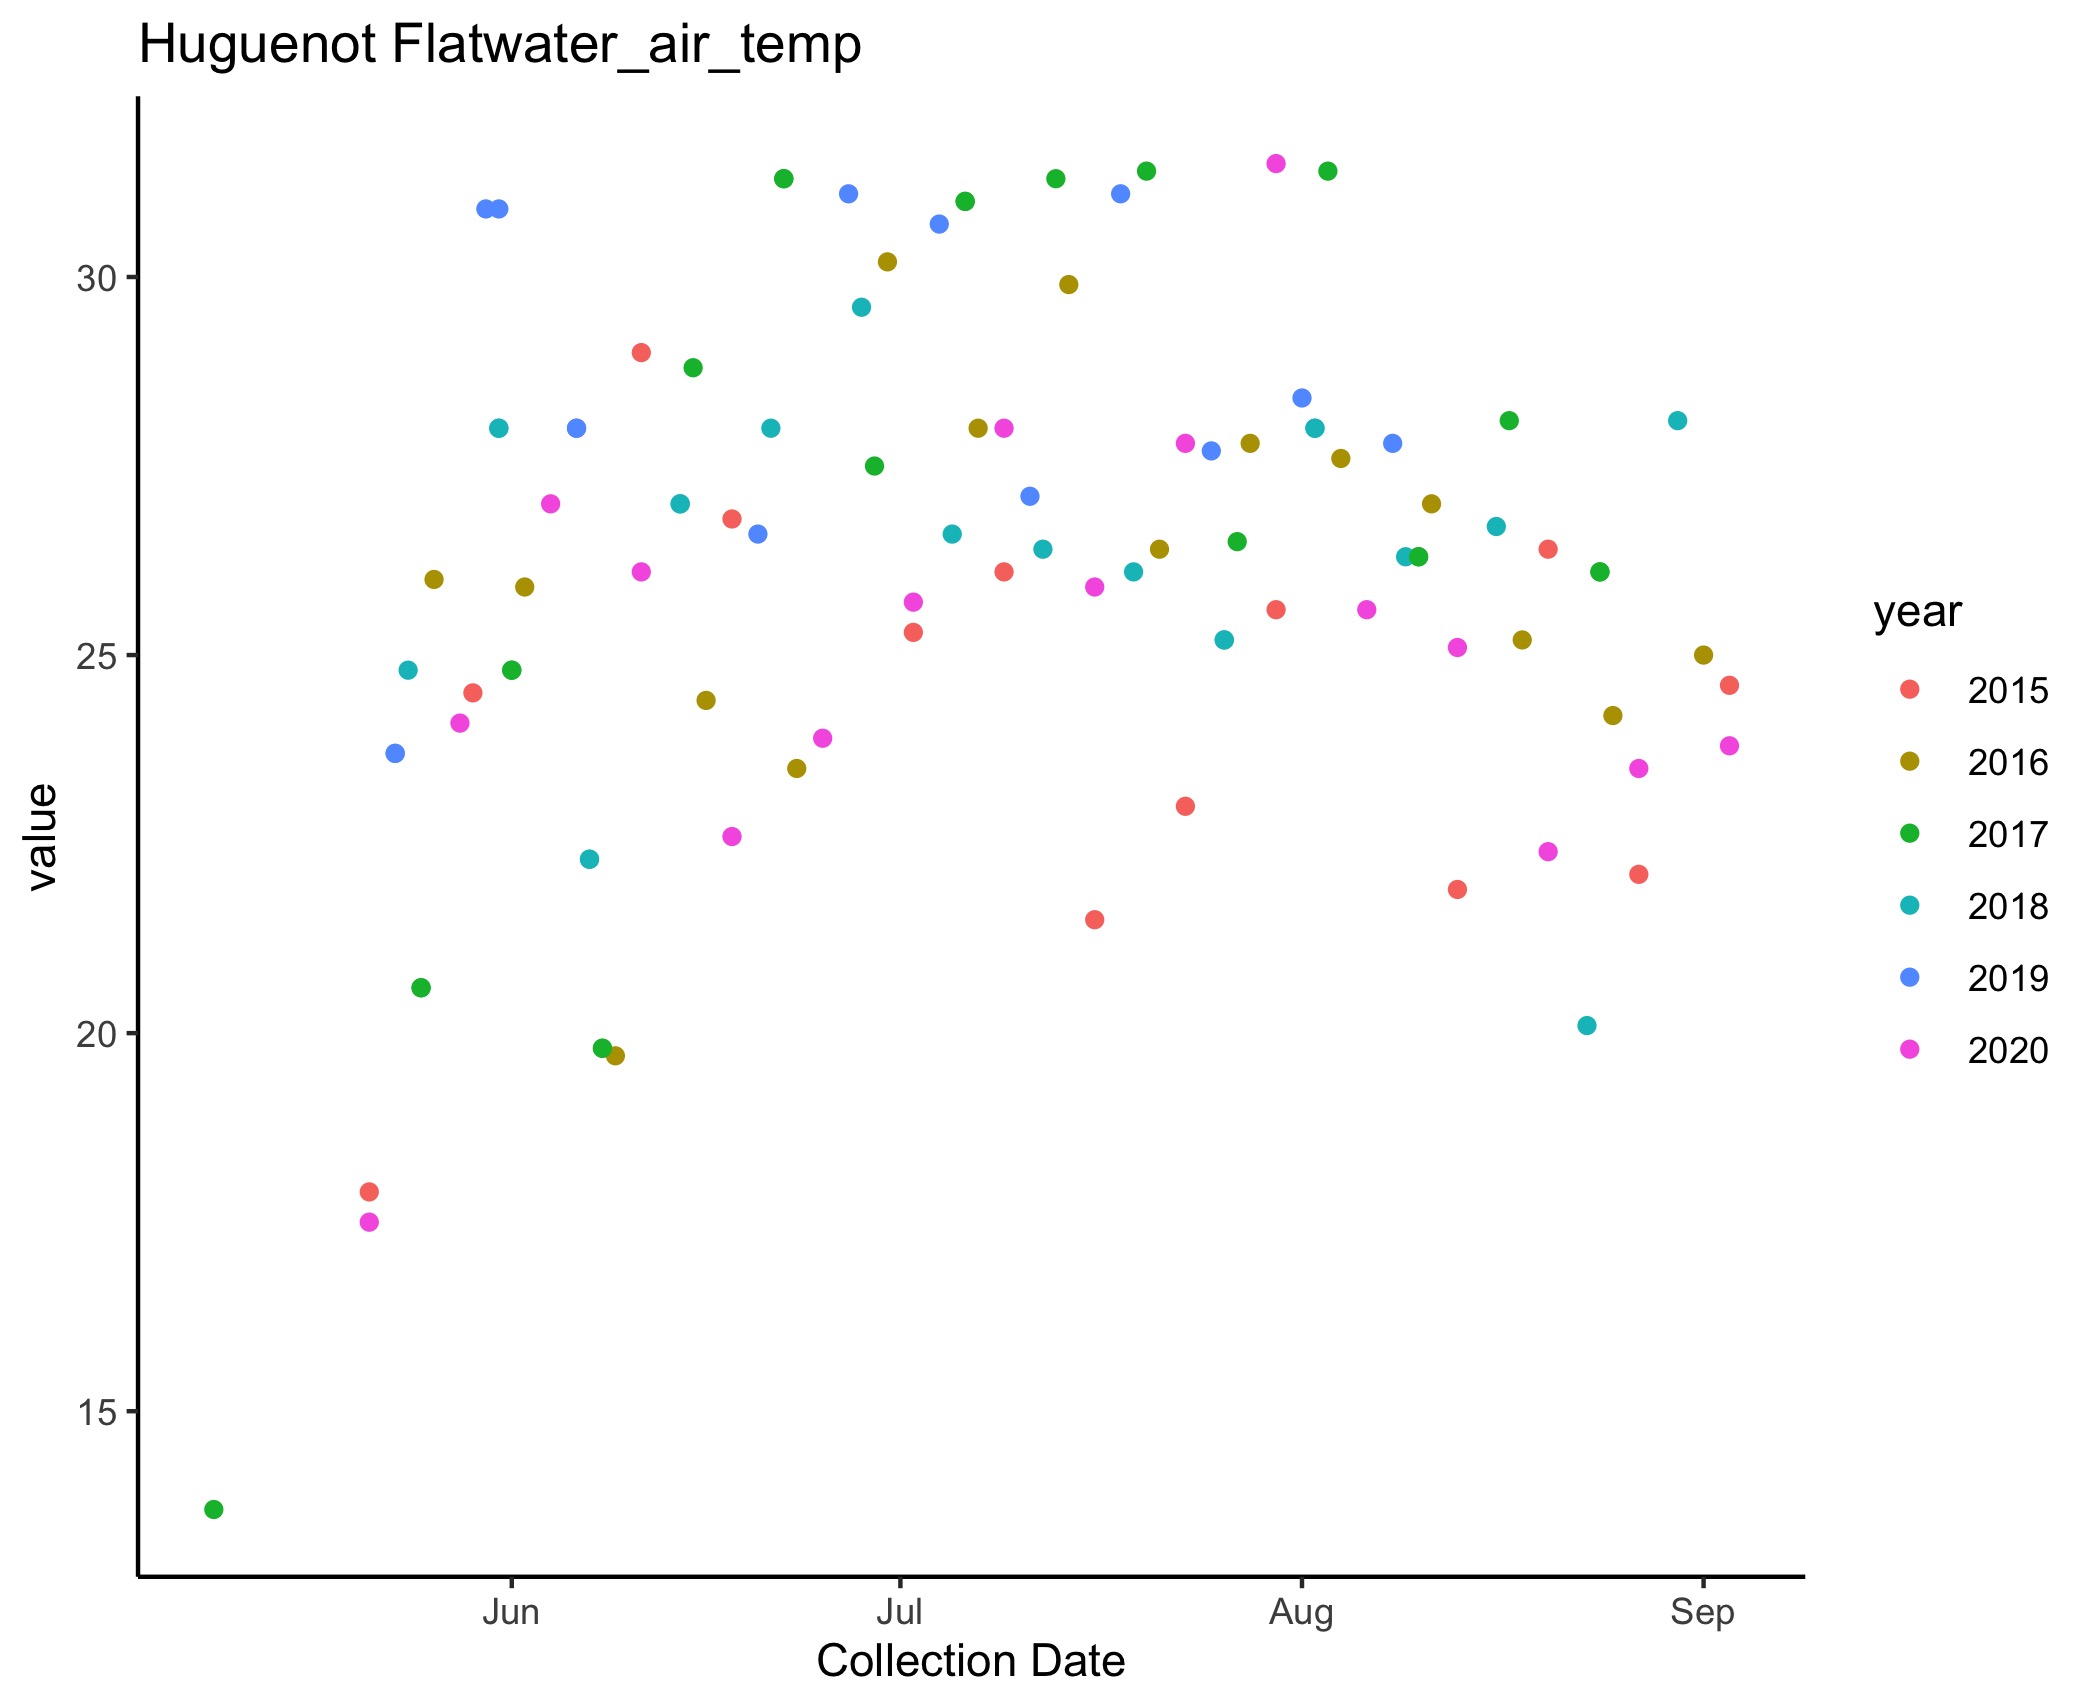 Huguenot Flatwater_air_temp
30
25
20
15
value
Jun
Jul
Aug
Sep
Collection Date
year
2015
2016
2017
2018
2019
2020